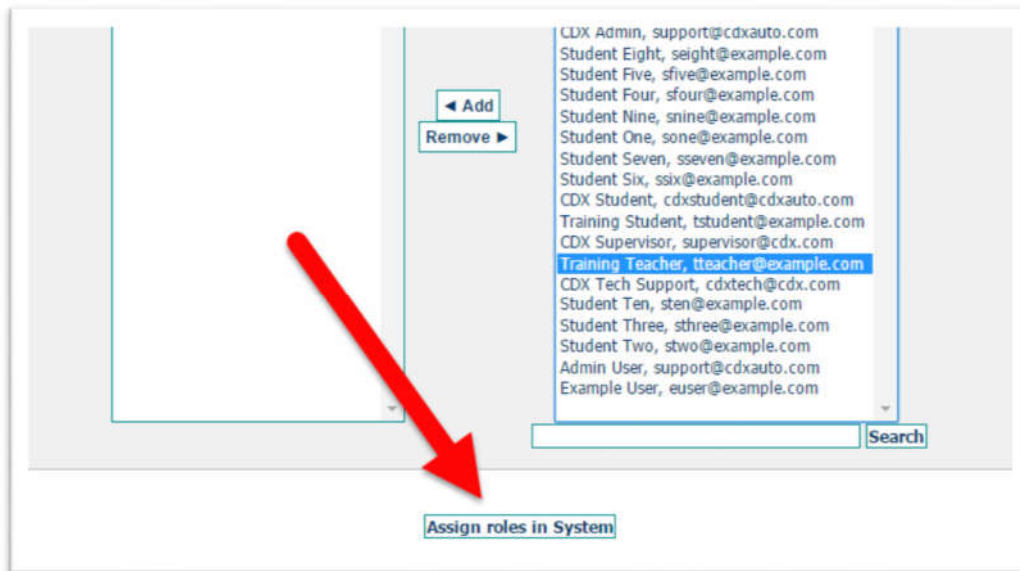 CDX Admin, support@cdxauto.com
Student Eight, seight@example.com
Student Five, sfive@example.com
Student Four, sfour@example.com
Student Nine, snine@example.com
Student One, sone@example.com
Student Seven, sseven@example.com
Student Six, ssix@example.com
CDX Student, cdxstudent@cdxauto.com
Training Student, tstudent@example.com
CDX Supervisor, supervisor@cdx.com
Training Teacher, tteacher@example.com
CDX Tech Support, cdxtech@cdx.com
Student Ten, sten@example.com
Student Three, sthree@example.com
Student Two, stwo@example.com
Admin User, support@cdxauto.com
Example User, euser@example.com
◄ Add
Remove ►
Search
Assign roles in System